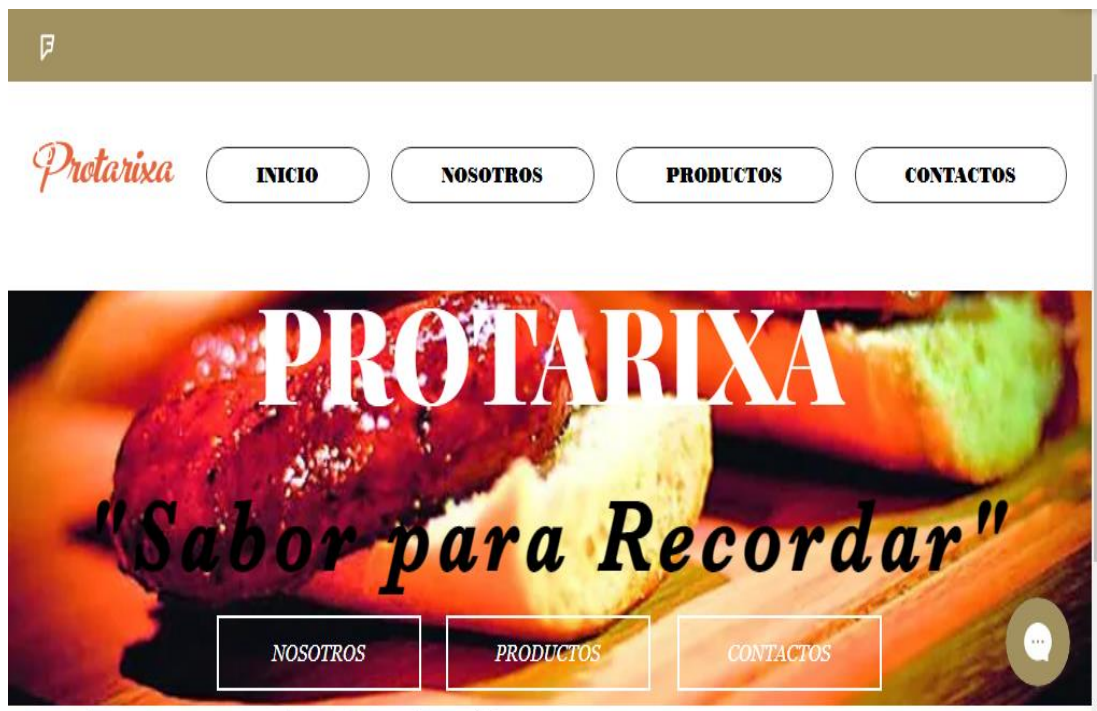 Protarixa INICIO NOSOTROS PRODUCTOS CONTACTOS
PROTARIXA
"Sabor para Recordar"
NOSOTROS PRODUCTOS CONTACTOS